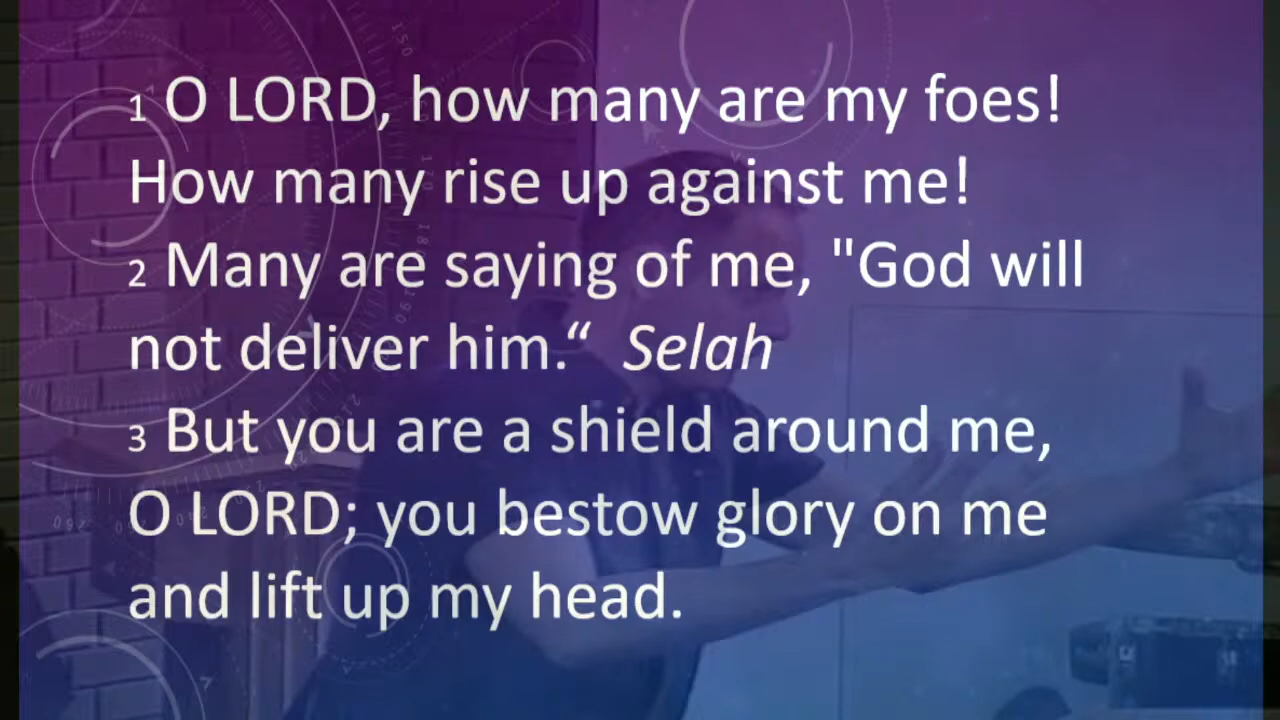 1 O LORD, how many are my foes!
How many rise up against me!
2 Many are saying of me, "God will
not deliver him.“ Selah
3 But you are a shield around me,
O LORD; you bestow glory on me
and lift up my head.